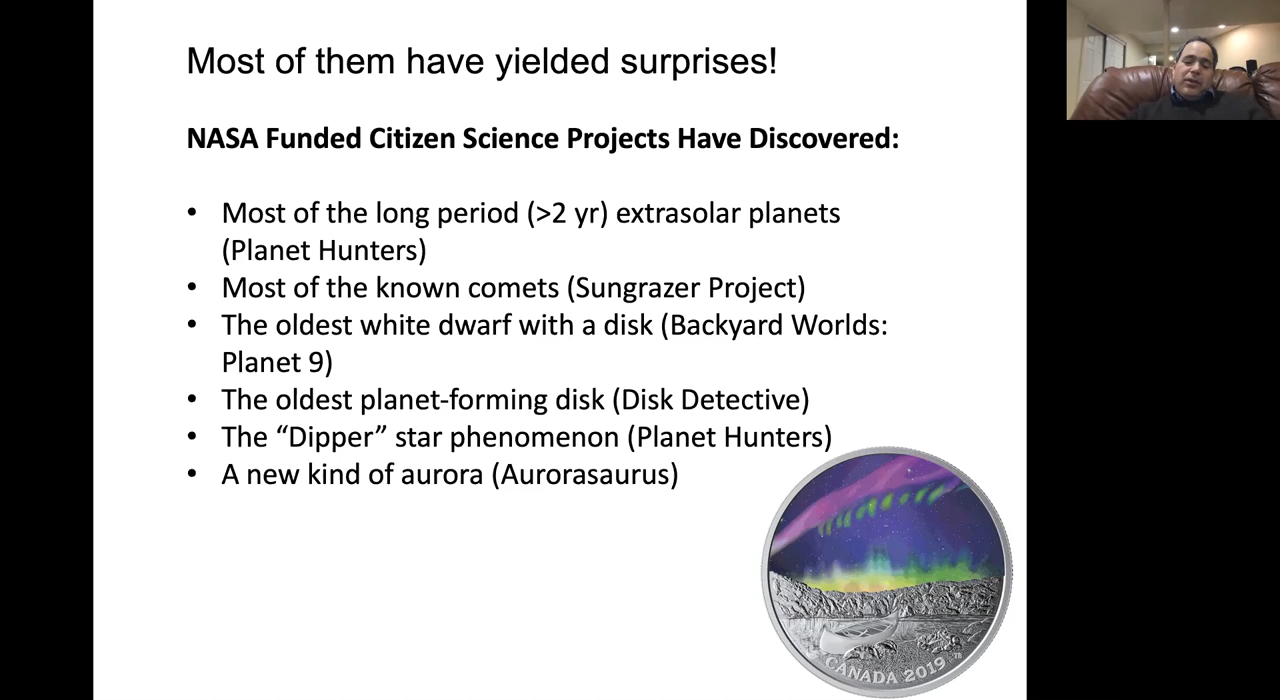 Most of them have yielded surprises!
NASA Funded Citizen Science Projects Have Discovered:
• Most of the long period (>2 yr) extrasolar planets
(Planet Hunters)
• Most of the known comets (Sungrazer Project)
• The oldest white dwarf with a disk (Backyard Worlds:
Planet 9)
• The oldest planet-forming disk (Disk Detective)
• The “Dipper” star phenomenon (Planet Hunters)
• A new kind of aurora (Aurorasaurus)
CANADA 2019